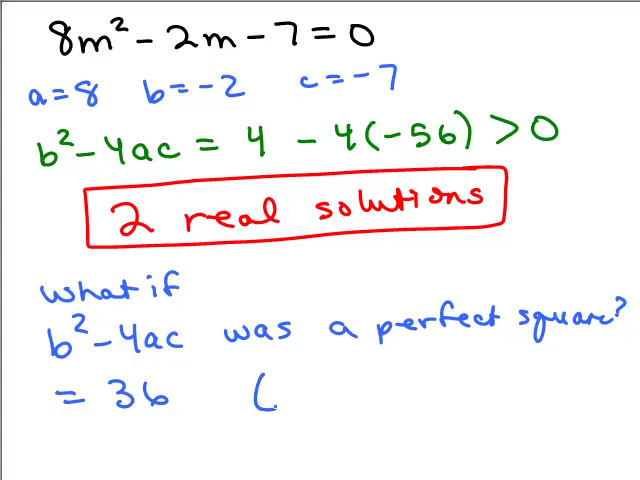 8m² - 2m - 7 = 0
a = 8 b = -2 c = -7
b² - 4ac = 4 - 4(-56) > 0
2 real solutions
What if
b² - 4ac was a perfect square?
= 36 (